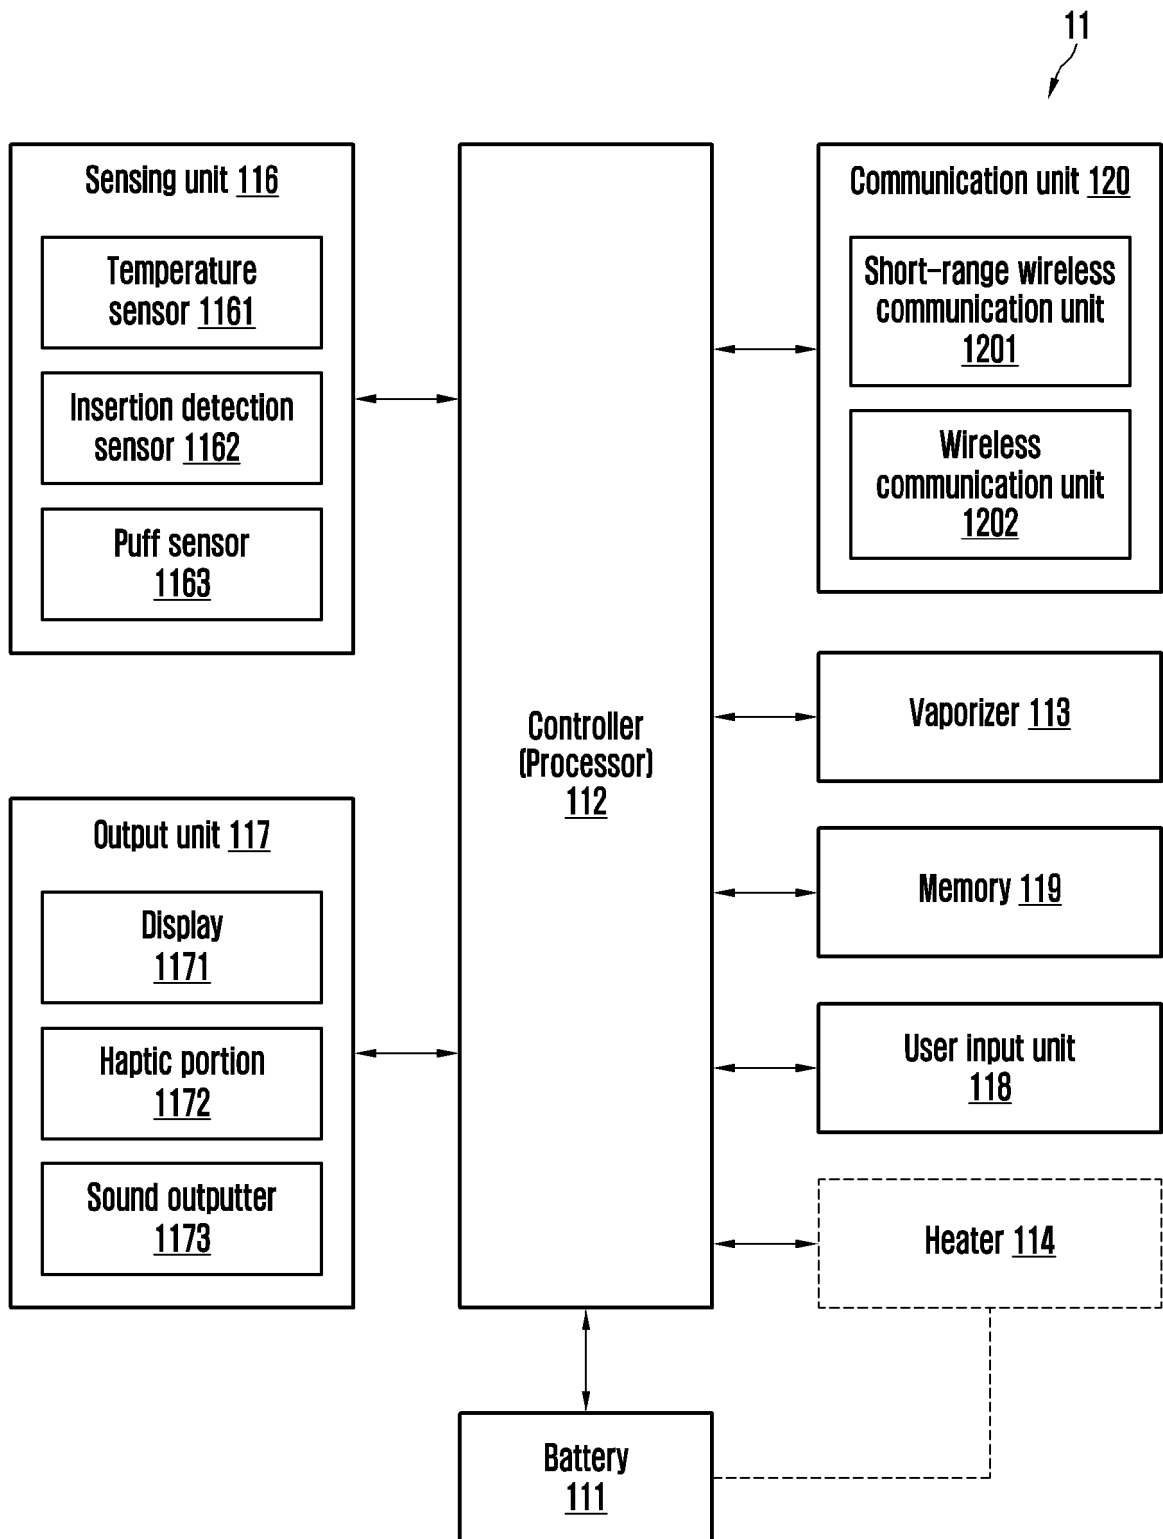 11
Sensing unit 116
Temperature
sensor 1161
Insertion detection
sensor 1162
Puff sensor
1163
Output unit 117
Display
1171
Haptic portion
1172
Sound outputter
1173
Controller
(Processor)
112
Battery
111
Communication unit 120
Short-range wireless
communication unit
1201
Wireless
communication unit
1202
Vaporizer 113
Memory 119
User input unit
118
Heater 114